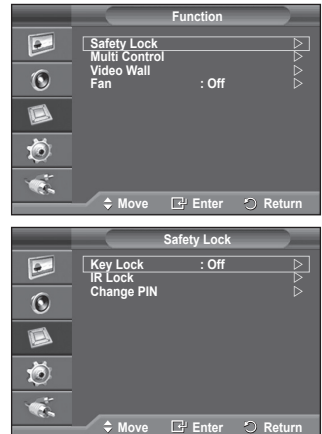 Function
Safety Lock
Multi Control
Video Wall
Fan : Off
Move Enter Return
Safety Lock
Key Lock : Off
IR Lock
Change PIN
Move Enter Return